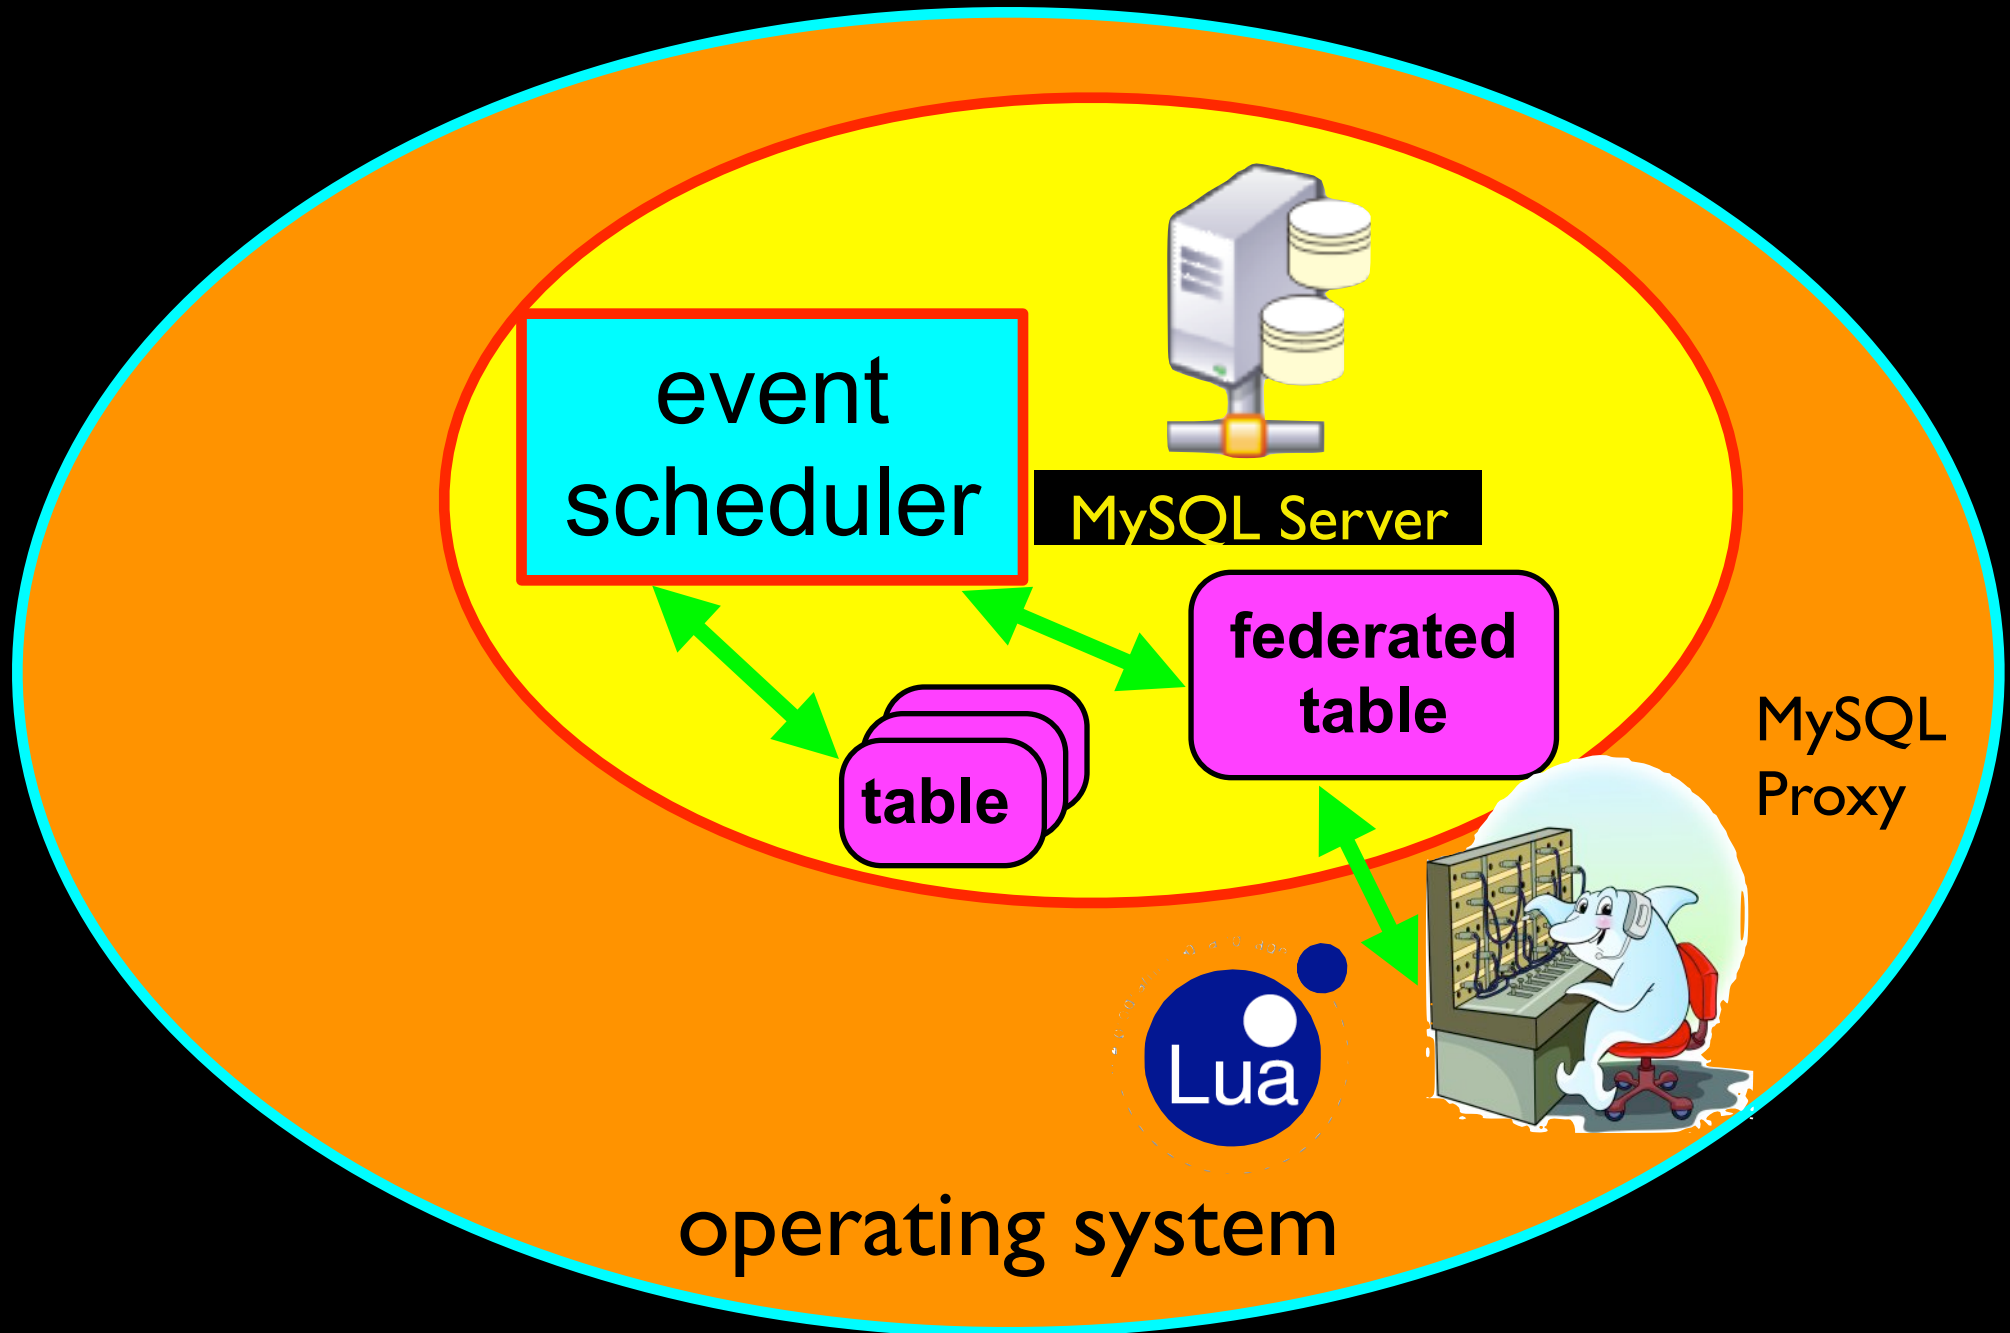 event
scheduler
MySQL Server
federated
table
table
MySQL
Proxy
Lua
operating system